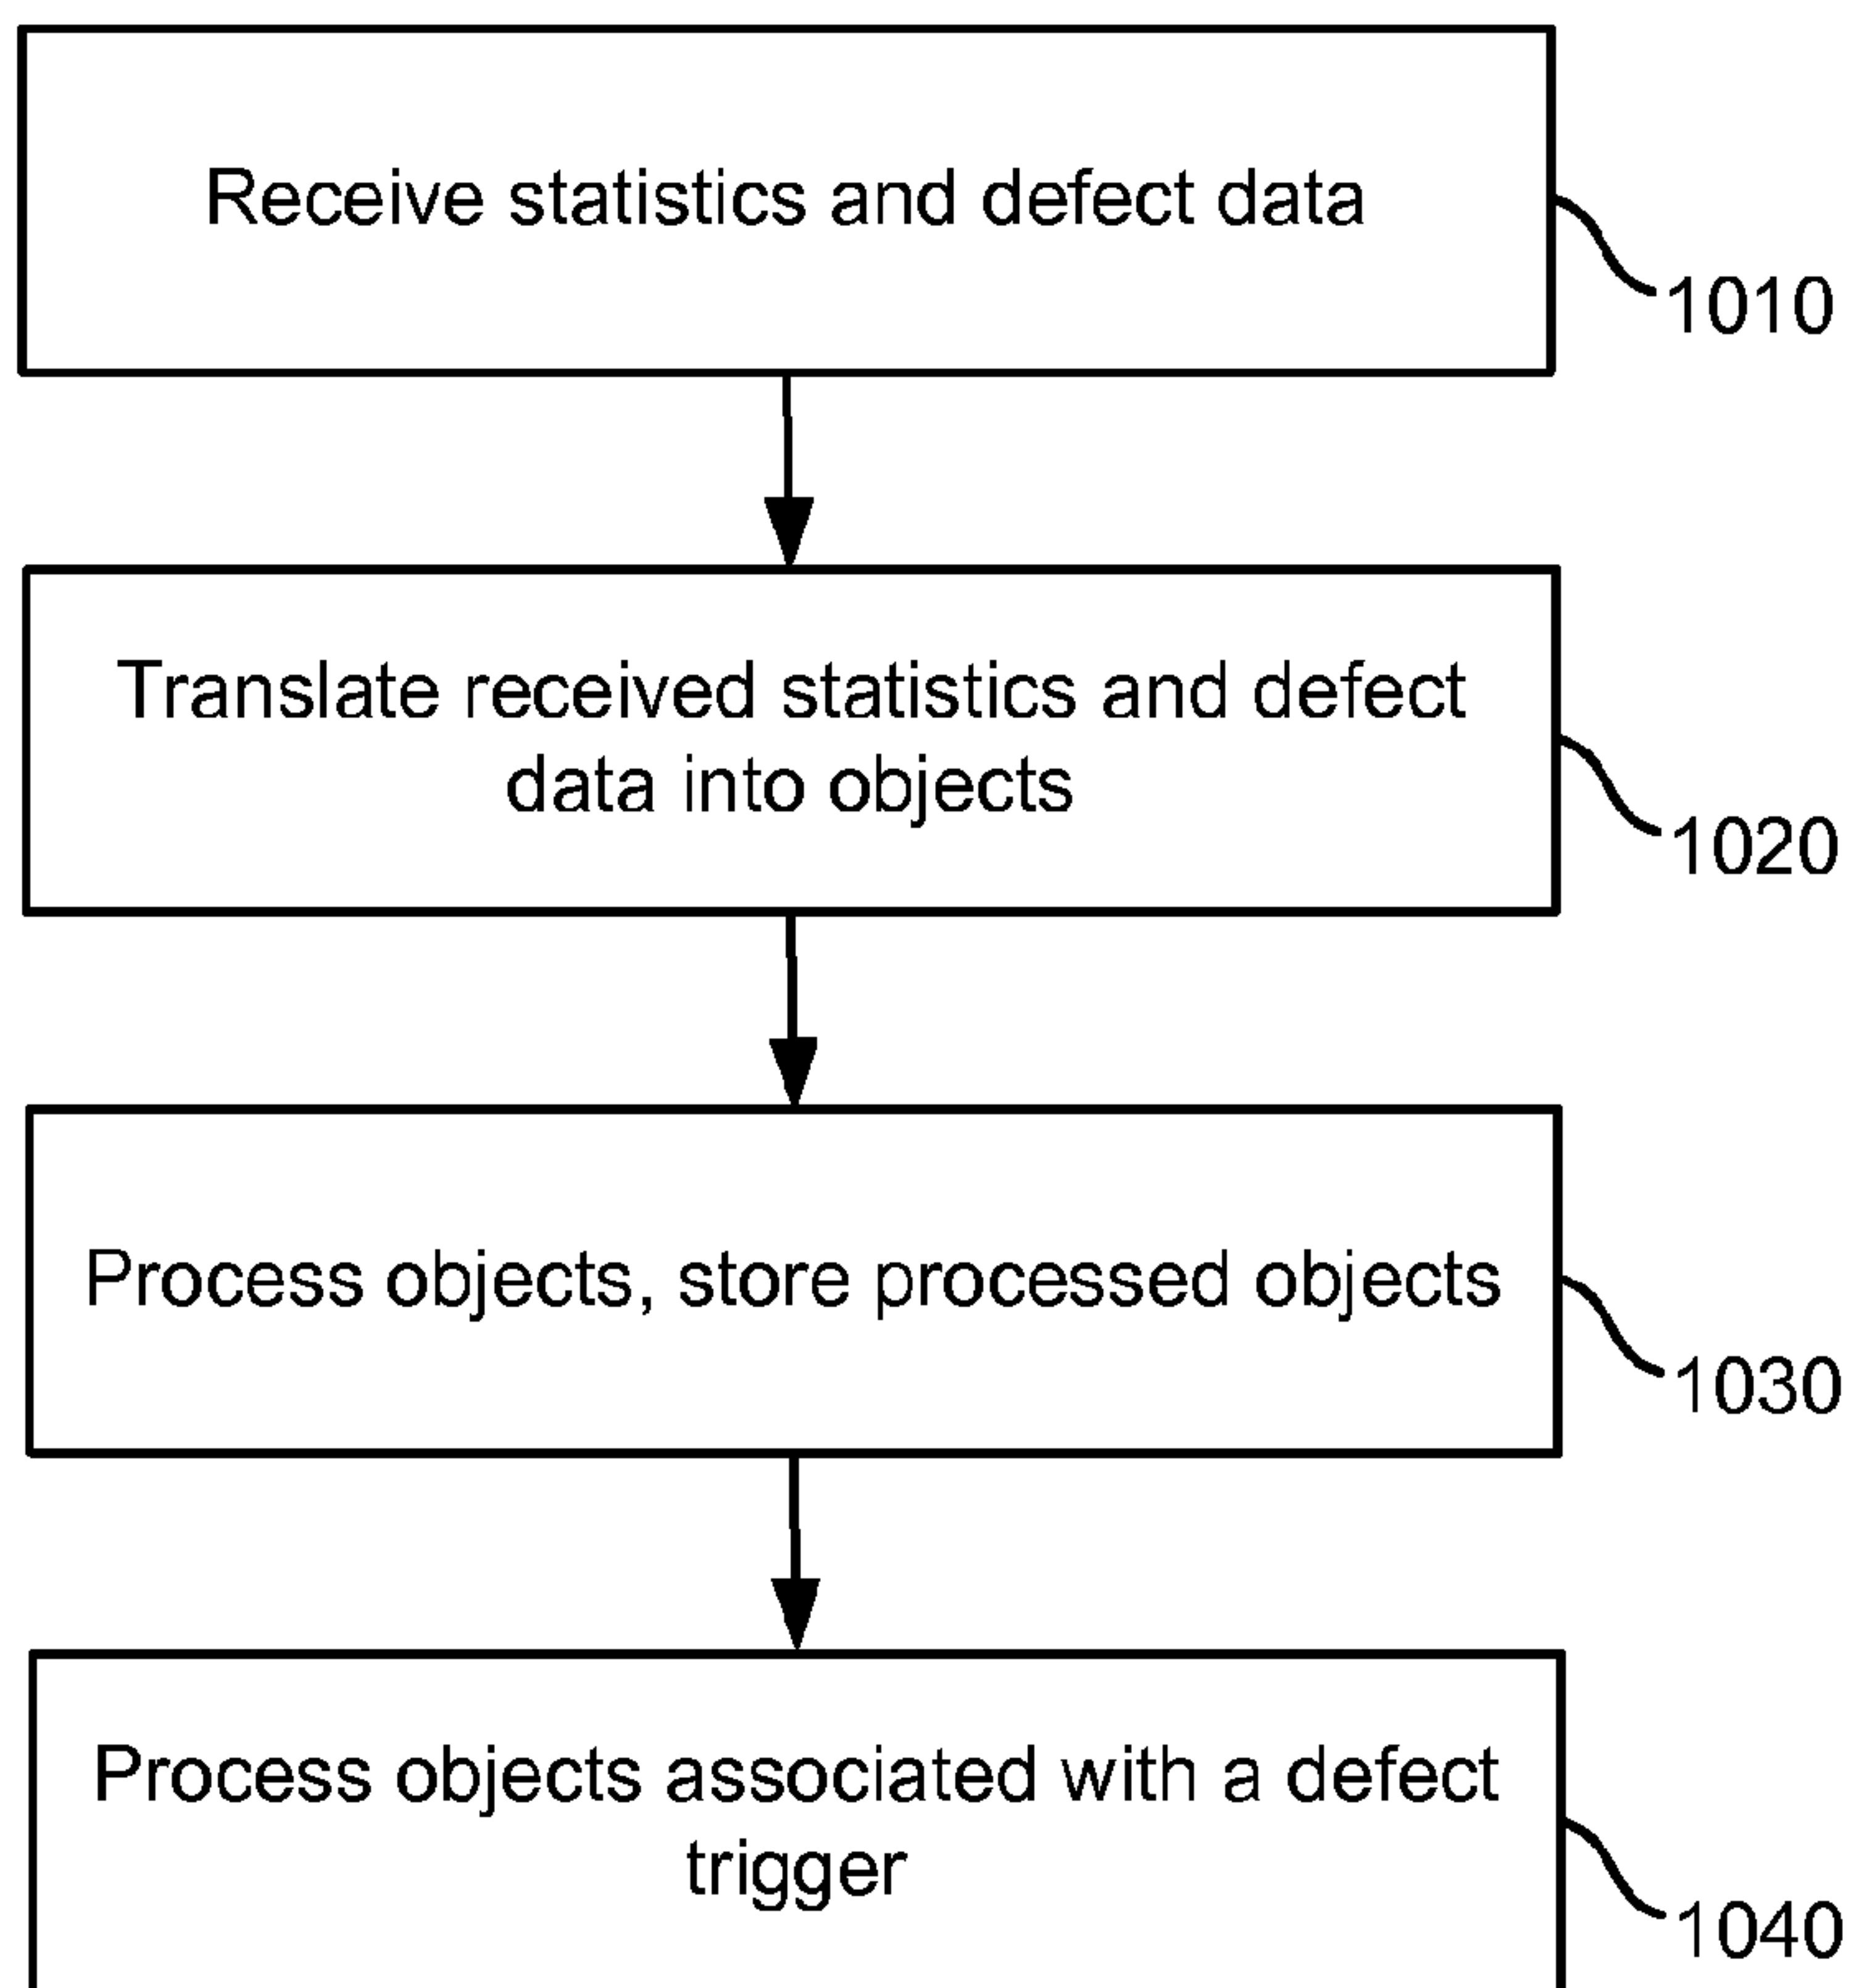 Receive statistics and defect data
1010
Translate received statistics and defect
data into objects
1020
Process objects, store processed objects
1030
Process objects associated with a defect
trigger
1040